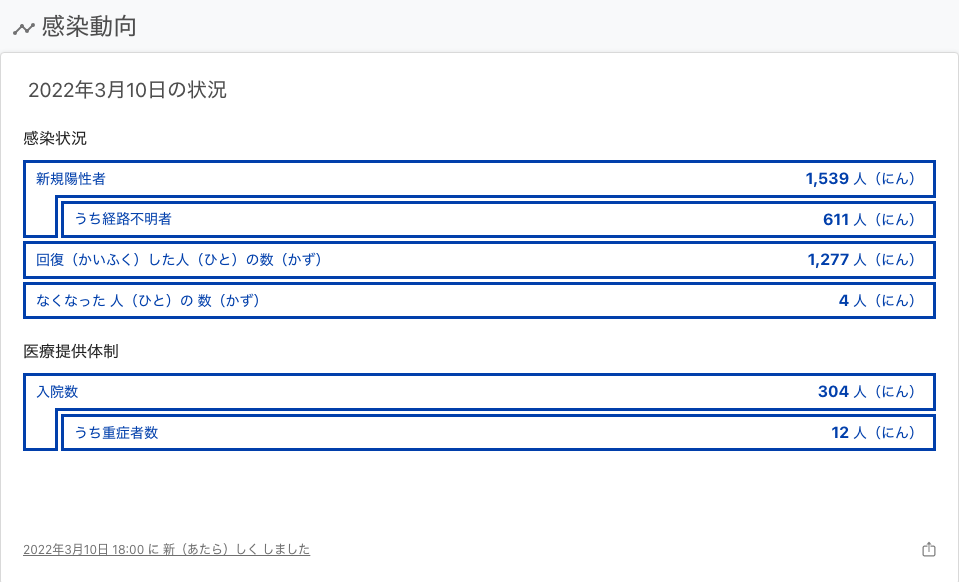 感染動向
2022年3月10日の状況
感染状況
新規陽性者 1,539 人（にん）
うち経路不明者 611 人（にん）
回復（かいふく）した人（ひと）の数（かず） 1,277 人（にん）
なくなった 人（ひと）の 数（かず） 4 人（にん）
医療提供体制
入院数 304 人（にん）
うち重症者数 12 人（にん）
2022年3月10日 18:00 に 新（あたら）しく しました